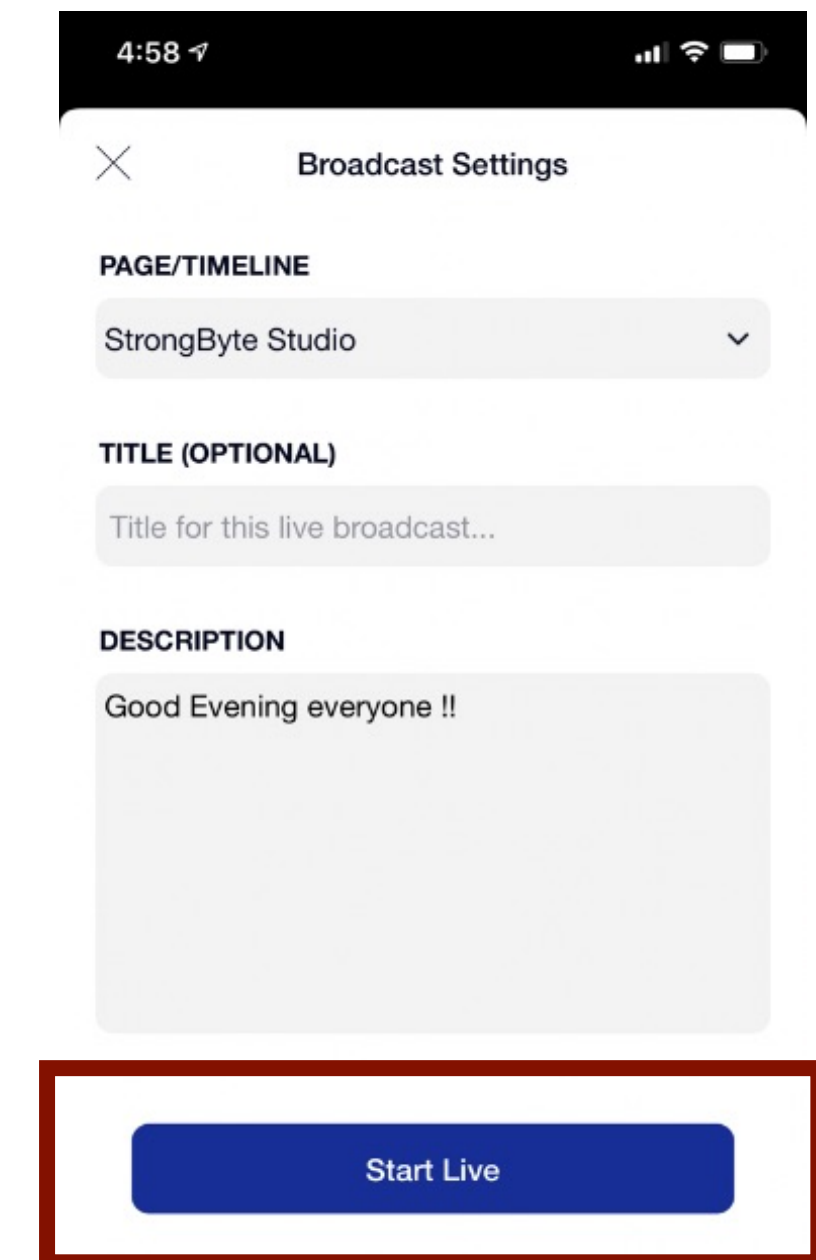 4:58
Broadcast Settings
PAGE/TIMELINE
StrongByte Studio
TITLE (OPTIONAL)
Title for this live broadcast...
DESCRIPTION
Good Evening everyone !!
Start Live